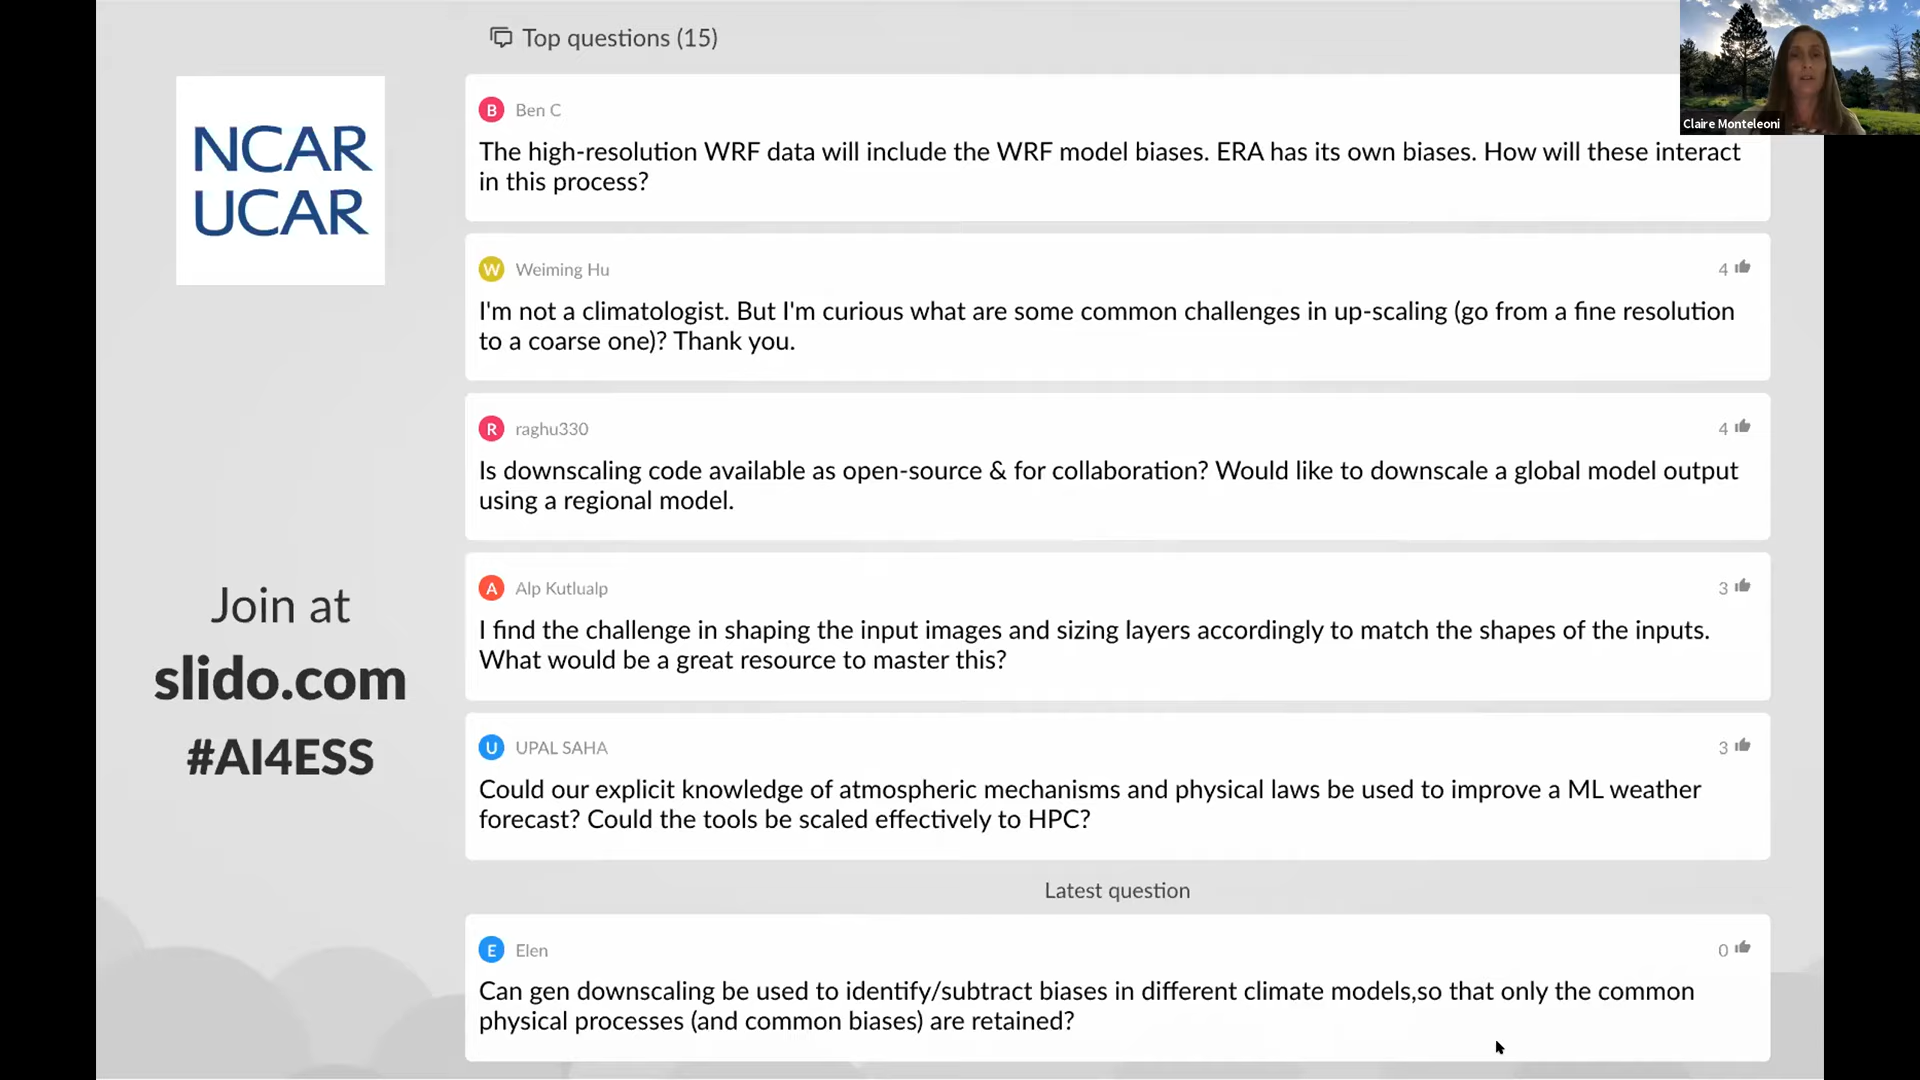 Top questions (15)
Claire Monteleoni
NCAR
UCAR
Join at
slido.com
#AI4ESS
B Ben C
The high-resolution WRF data will include the WRF model biases. ERA has its own biases. How will these interact
in this process?
W Weiming Hu 4
I'm not a climatologist. But I'm curious what are some common challenges in up-scaling (go from a fine resolution
to a coarse one)? Thank you.
R raghu330 4
Is downscaling code available as open-source & for collaboration? Would like to downscale a global model output
using a regional model.
A Alp Kutlualp 3
I find the challenge in shaping the input images and sizing layers accordingly to match the shapes of the inputs.
What would be a great resource to master this?
U UPAL SAHA 3
Could our explicit knowledge of atmospheric mechanisms and physical laws be used to improve a ML weather
forecast? Could the tools be scaled effectively to HPC?
Latest question
E Elen 0
Can gen downscaling be used to identify/subtract biases in different climate models,so that only the common
physical processes (and common biases) are retained?